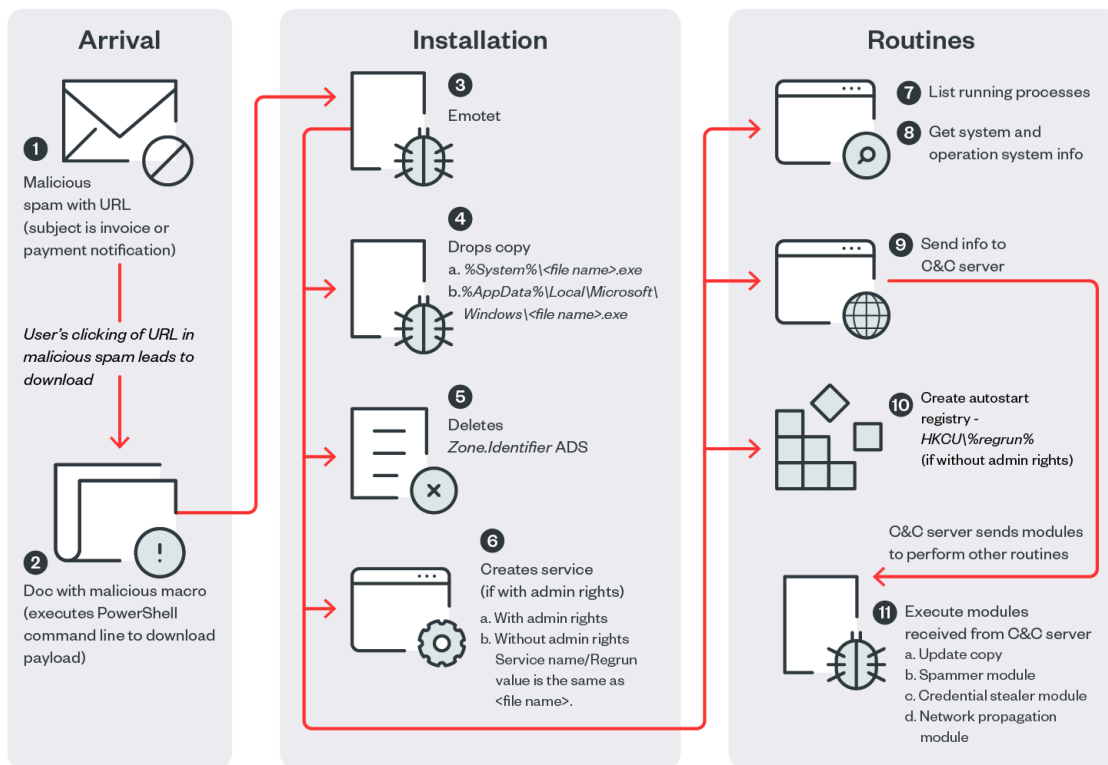 Arrival
1
Malicious
spam with URL
(subject is invoice or
payment notification)
User's clicking of URL in
malicious spam leads to
download
2
Doc with malicious macro
(executes PowerShell
command line to download
payload)
Installation
3
Emotet
4
Drops copy
a. %System%\<file name>.exe
b.%AppData%\Local\Microsoft\
Windows\<file name>.exe
5
Deletes
Zone.Identifier ADS
6
Creates service
(if with admin rights)
a. With admin rights
b. Without admin rights
Service name/Regrun
value is the same as
<file name>.
Routines
7 List running processes
8 Get system and
operation system info
9 Send info to
C&C server
10 Create autostart
registry -
HKCU\%regrun%
(if without admin rights)
C&C server sends modules
to perform other routines
11 Execute modules
received from C&C server
a. Update copy
b. Spammer module
c. Credential stealer module
d. Network propagation
module